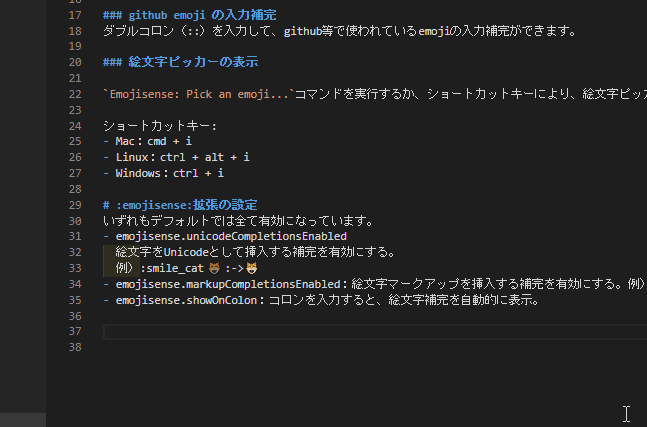 17 ### github emoji の入力補完
18 ダブルコロン（::）を入力して、github等で使われているemojiの入力補完ができます。
19
20 ### 絵文字ピッカーの表示
21
22 `Emojisense: Pick an emoji...`コマンドを実行するか、ショートカットキーにより、絵文字ピッ
23
24 ショートカットキー:
25 - Mac：cmd + i
26 - Linux：ctrl + alt + i
27 - Windows：ctrl + i
28
29 # :emojisense:拡張の設定
30 いずれもデフォルトでは全て有効になっています。
31 - emojisense.unicodeCompletionsEnabled
32 絵文字をUnicodeとして挿入する補完を有効にする。
33 例）:smile_cat😸:->😸
34 - emojisense.markupCompletionsEnabled：絵文字マークアップを挿入する補完を有効にする。例）
35 - emojisense.showOnColon：コロンを入力すると、絵文字補完を自動的に表示。
36
37
38